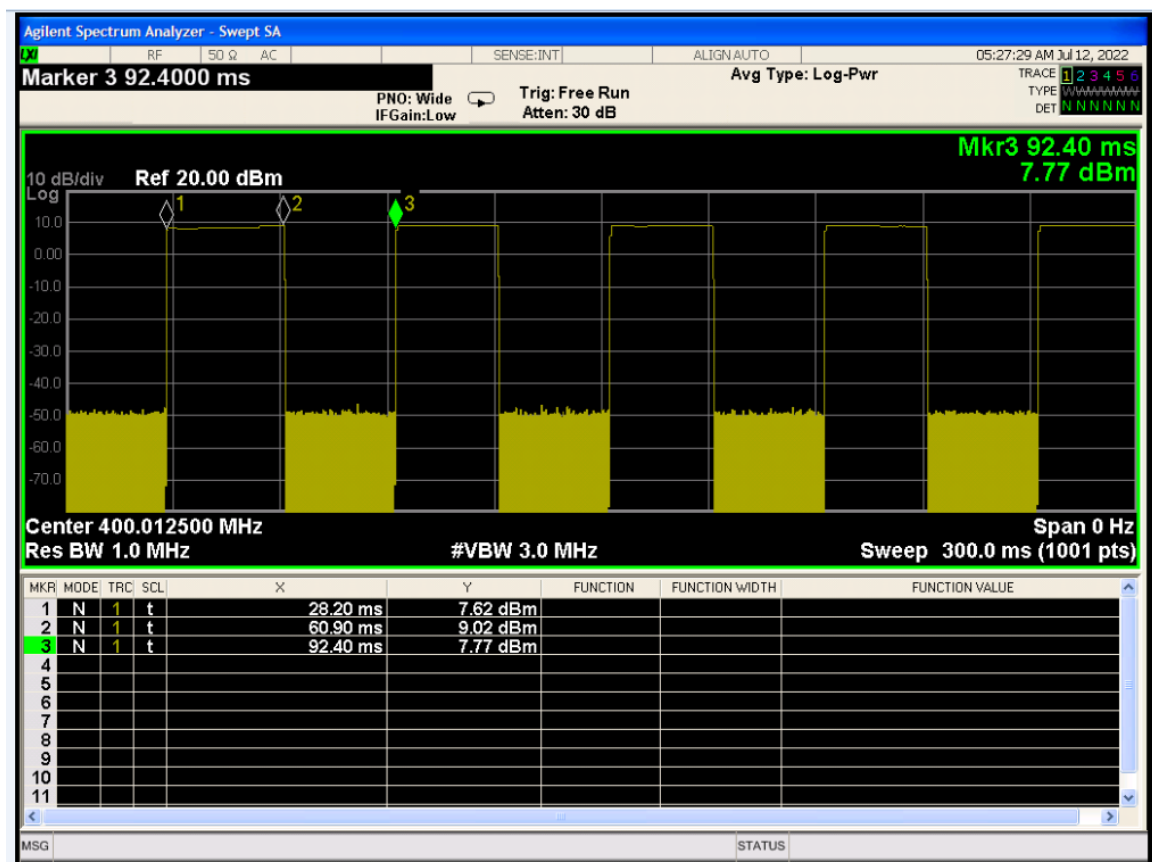 Agilent Spectrum Analyzer - Swept SA
LXI RF 50 Ω AC SENSE:INT ALIGN AUTO 05:27:29 AM Jul 12, 2022
Marker 3 92.4000 ms Avg Type: Log-Pwr TRACE 1 2 3 4 5 6
PNO: Wide Trig: Free Run TYPE
IFGain:Low Atten: 30 dB DET N N N N N N
Mkr3 92.40 ms
10 dB/div Ref 20.00 dBm 7.77 dBm
Log
1 2 3
10.0
0.00
-10.0
-20.0
-30.0
-40.0
-50.0
-60.0
-70.0
Center 400.012500 MHz Span 0 Hz
Res BW 1.0 MHz #VBW 3.0 MHz Sweep 300.0 ms (1001 pts)
MKR MODE TRC SCL X Y FUNCTION FUNCTION WIDTH FUNCTION VALUE
1 N 1 t 28.20 ms 7.62 dBm
2 N 1 t 60.90 ms 9.02 dBm
3 N 1 t 92.40 ms 7.77 dBm
4
5
6
7
8
9
10
11
MSG STATUS